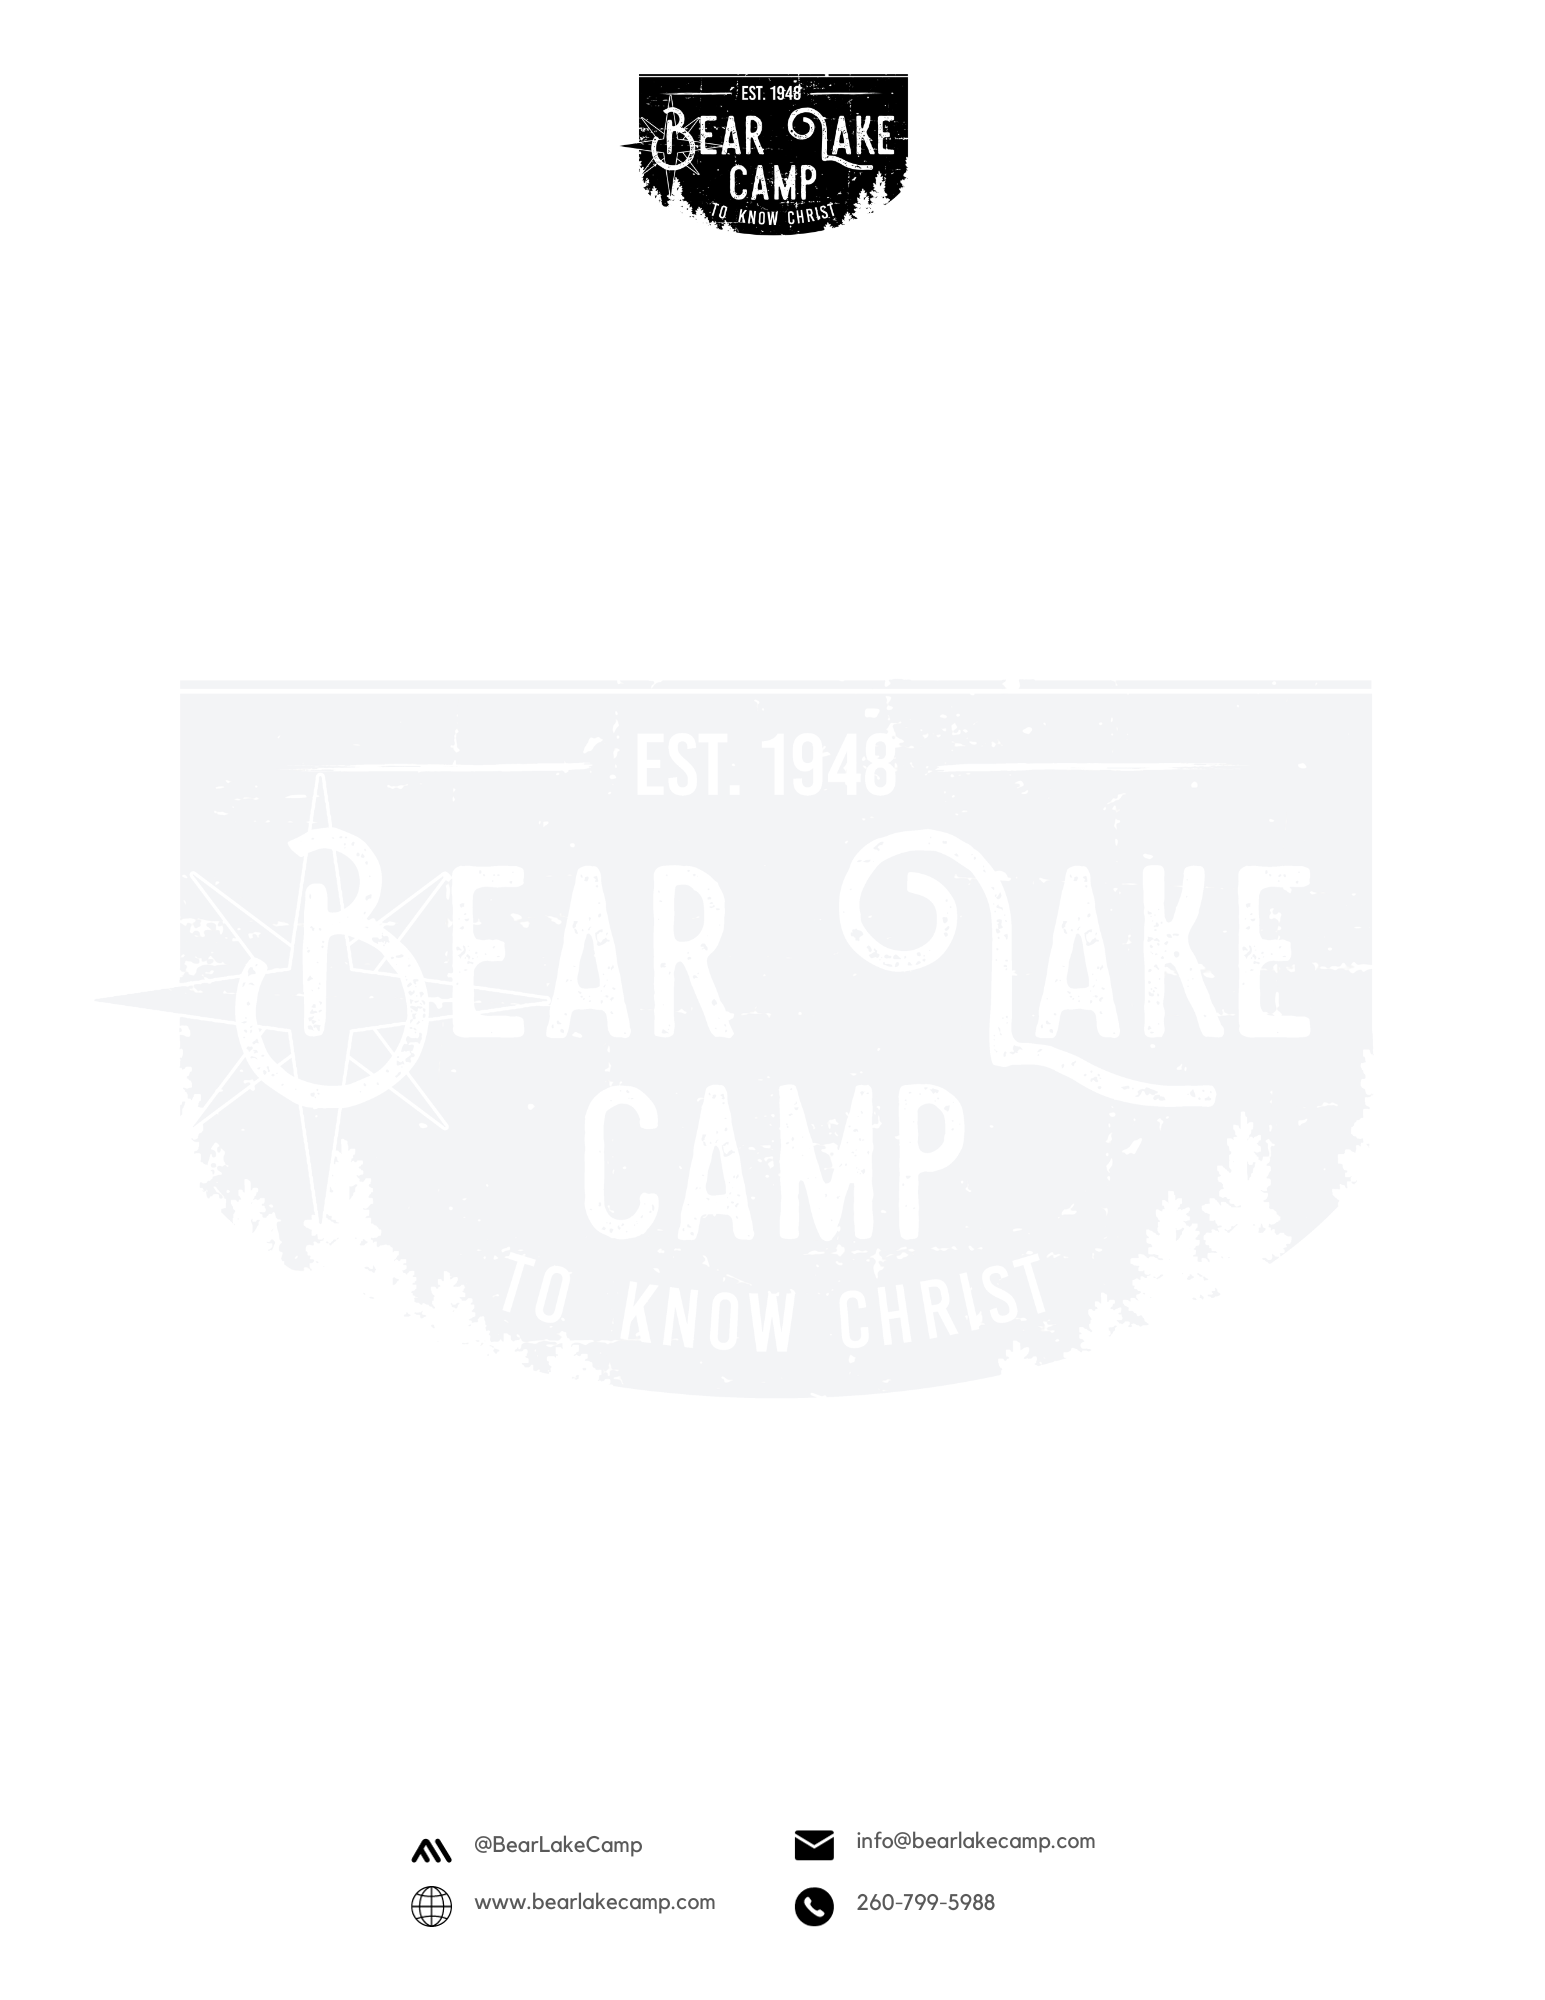 EST. 1948
BEAR LAKE
CAMP
TO KNOW CHRIST
EST. 1948
BEAR LAKE
CAMP
TO KNOW CHRIST
@BearLakeCamp
info@bearlakecamp.com
www.bearlakecamp.com
260-799-5988